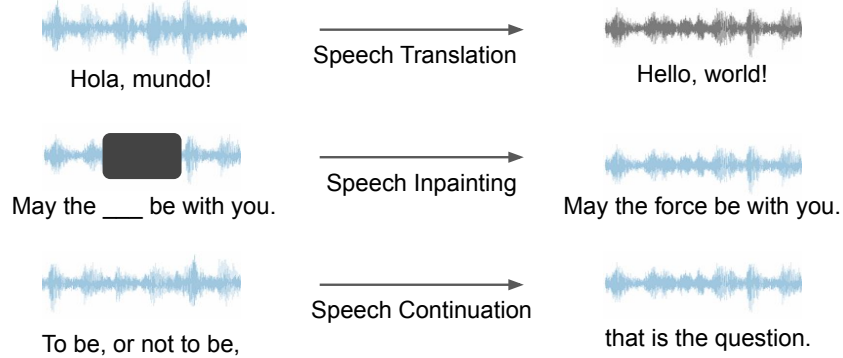 Hola, mundo!
Speech Translation
Hello, world!
May the ___ be with you.
Speech Inpainting
May the force be with you.
To be, or not to be,
Speech Continuation
that is the question.